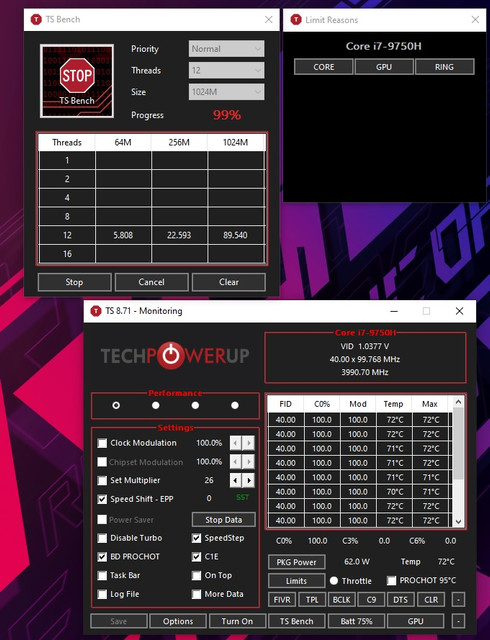 TS Bench
STOP
TS Bench
Priority Normal
Threads 12
Size 1024M
Progress 99%
Threads 64M 256M 1024M
1
2
4
8
12 5.808 22.593 89.540
16
Stop Cancel Clear
Limit Reasons
Core i7-9750H
CORE GPU RING
TS 8.71 - Monitoring
TECHPOWERUP
Core i7-9750H
VID 1.0377 V
40.00 x 99.768 MHz
3990.70 MHz
Performance
Settings
Clock Modulation 100.0%
Chipset Modulation 100.0%
Set Multiplier 26
Speed Shift - EPP 0 SST
Power Saver Stop Data
Disable Turbo SpeedStep
BD PROCHOT C1E
Task Bar On Top
Log File More Data
FID C0% Mod Temp Max
40.00 100.0 100.0 72°C 72°C
40.00 100.0 100.0 72°C 72°C
40.00 100.0 100.0 71°C 72°C
40.00 100.0 100.0 71°C 72°C
40.00 100.0 100.0 71°C 72°C
40.00 100.0 100.0 70°C 71°C
40.00 100.0 100.0 72°C 72°C
40.00 100.0 100.0 72°C 72°C
C0% 100.0 C3% 0.0 C6% 0.0
PKG Power 62.0 W Temp 72°C
Limits Throttle PROCHOT 95°C
FIVR TPL BCLK C9 DTS CLR -
Save Options Turn On TS Bench Batt 75% GPU -